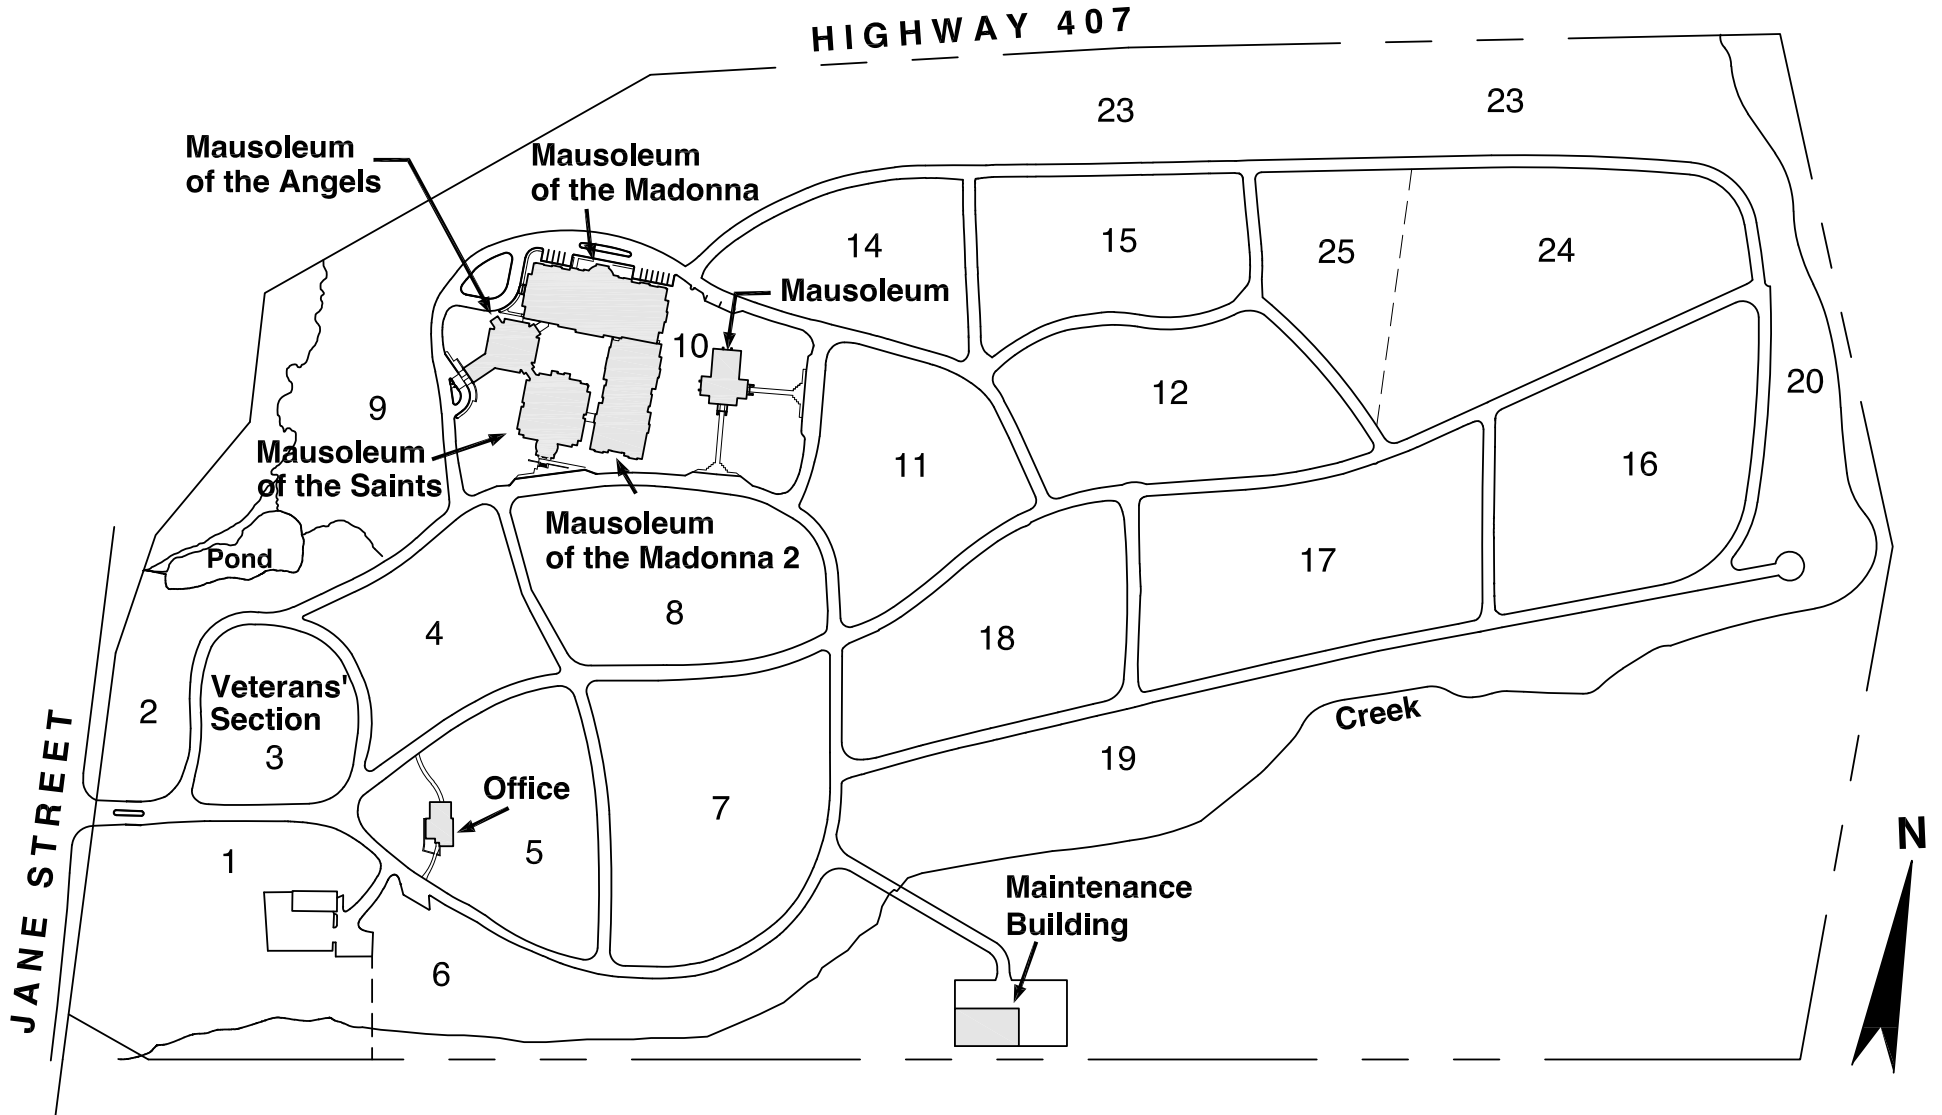 HIGHWAY 407
23
23
Mausoleum
of the Angels
Mausoleum
of the Madonna
14
15
25
24
Mausoleum
10
9
12
20
Mausoleum
of the Saints
11
16
Mausoleum
of the Madonna 2
Pond
17
8
4
18
Veterans'
Section
3
2
Creek
19
Office
7
5
1
JANE STREET
N
Maintenance
Building
6